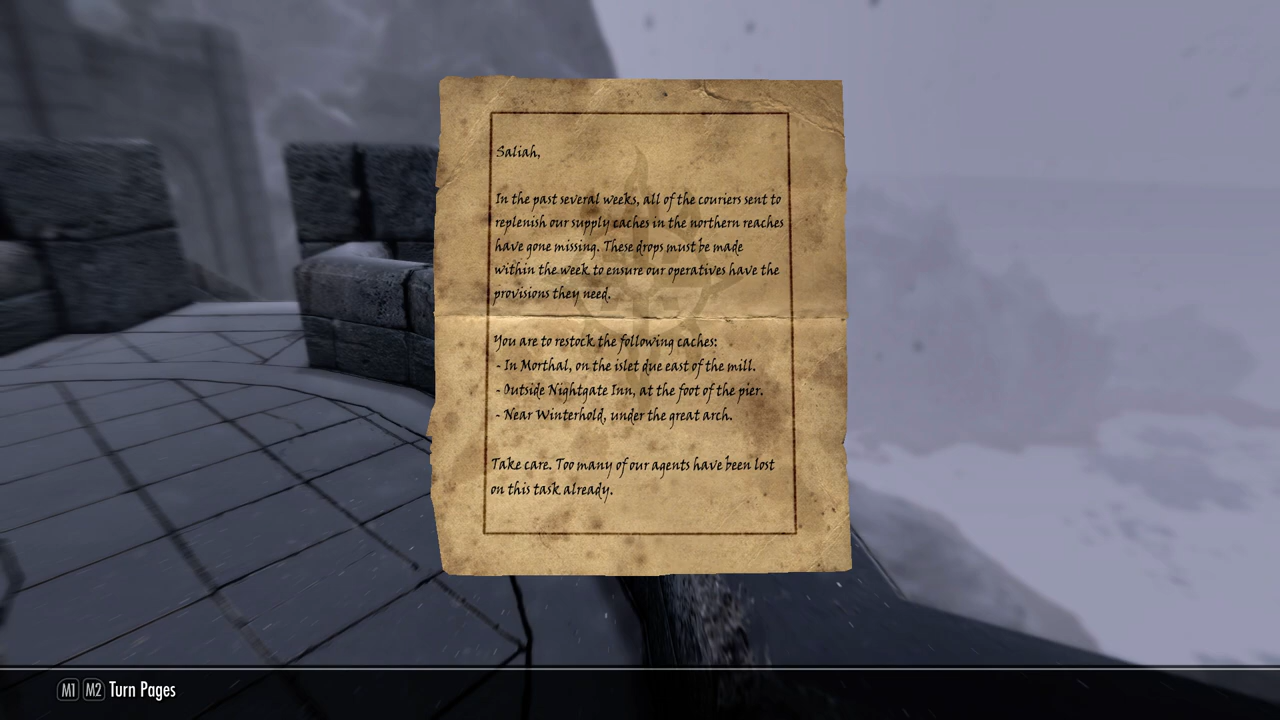 Saliah,
In the past several weeks, all of the couriers sent to
replenish our supply caches in the northern reaches
have gone missing. These drops must be made
within the week to ensure our operatives have the
provisions they need.
You are to restock the following caches:
- In Morthal, on the islet due east of the mill.
- Outside Nightgate Inn, at the foot of the pier.
- Near Winterhold, under the great arch.
Take care. Too many of our agents have been lost
on this task already.
M1 M2 Turn Pages